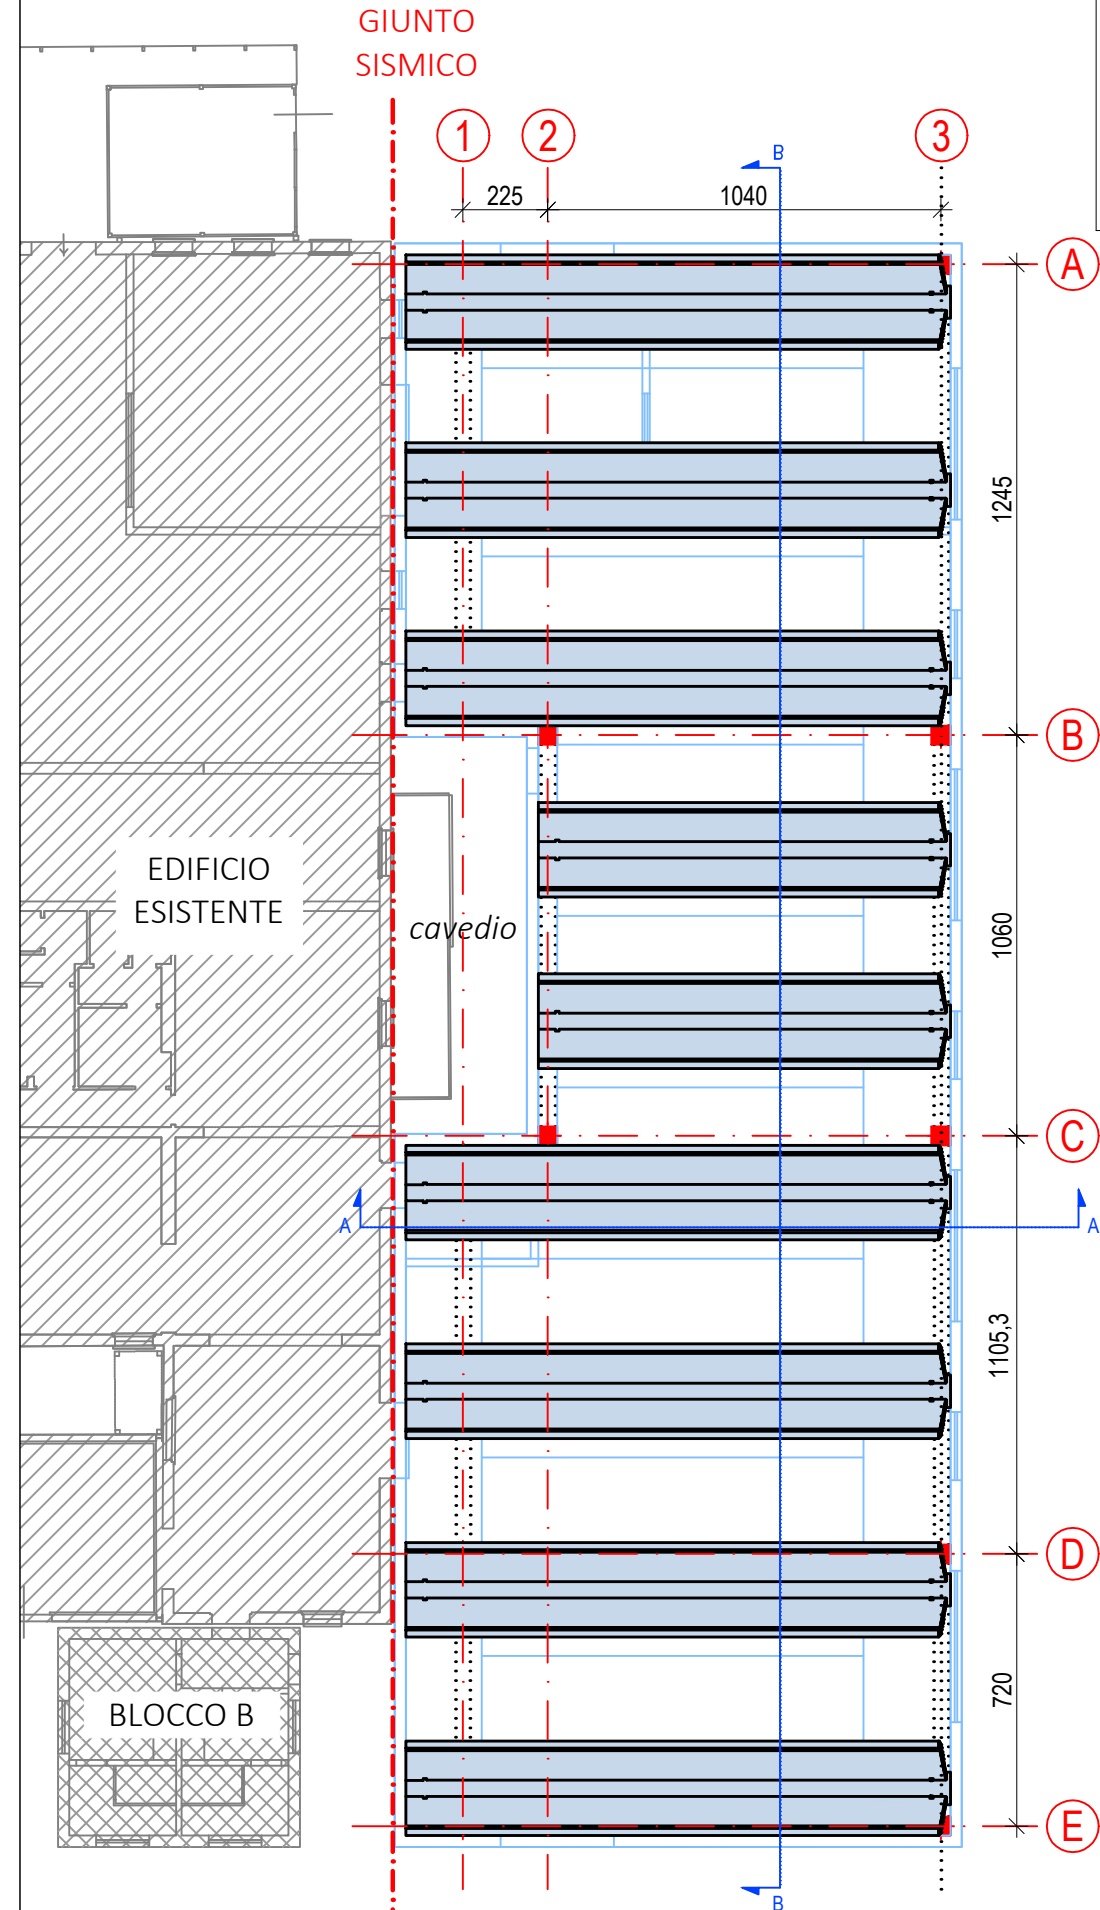 GIUNTO
SISMICO
1
2
3
B
225
1040
A
1245
B
EDIFICIO
ESISTENTE
cavedio
1060
C
A
A
1105,3
D
720
BLOCCO B
E
B